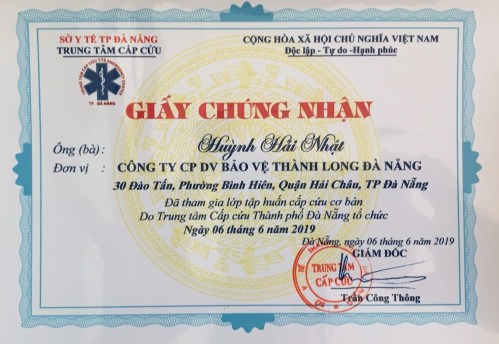 SỞ Y TẾ TP ĐÀ NẴNG
TRUNG TÂM CẤP CỨU
CỘNG HÒA XÃ HỘI CHỦ NGHĨA VIỆT NAM
Độc lập - Tự do -Hạnh phúc
TP ĐÀ NẴNG
GIẤY CHỨNG NHẬN
Ông (bà) : Huỳnh Hải Nhật
Đơn vị : CÔNG TY CP DV BẢO VỆ THÀNH LONG ĐÀ NẴNG
30 Đào Tấn, Phường Bình Hiên, Quận Hải Châu, TP Đà Nẵng
Đã tham gia lớp tập huấn cấp cứu cơ bản
Do Trung tâm Cấp cứu Thành phố Đà Nẵng tổ chức
Ngày 06 tháng 6 năm 2019
Đà Nẵng, ngày 06 tháng 6 năm 2019
GIÁM ĐỐC
TRUNG TÂM
CẤP CỨU
Trần Công Thông